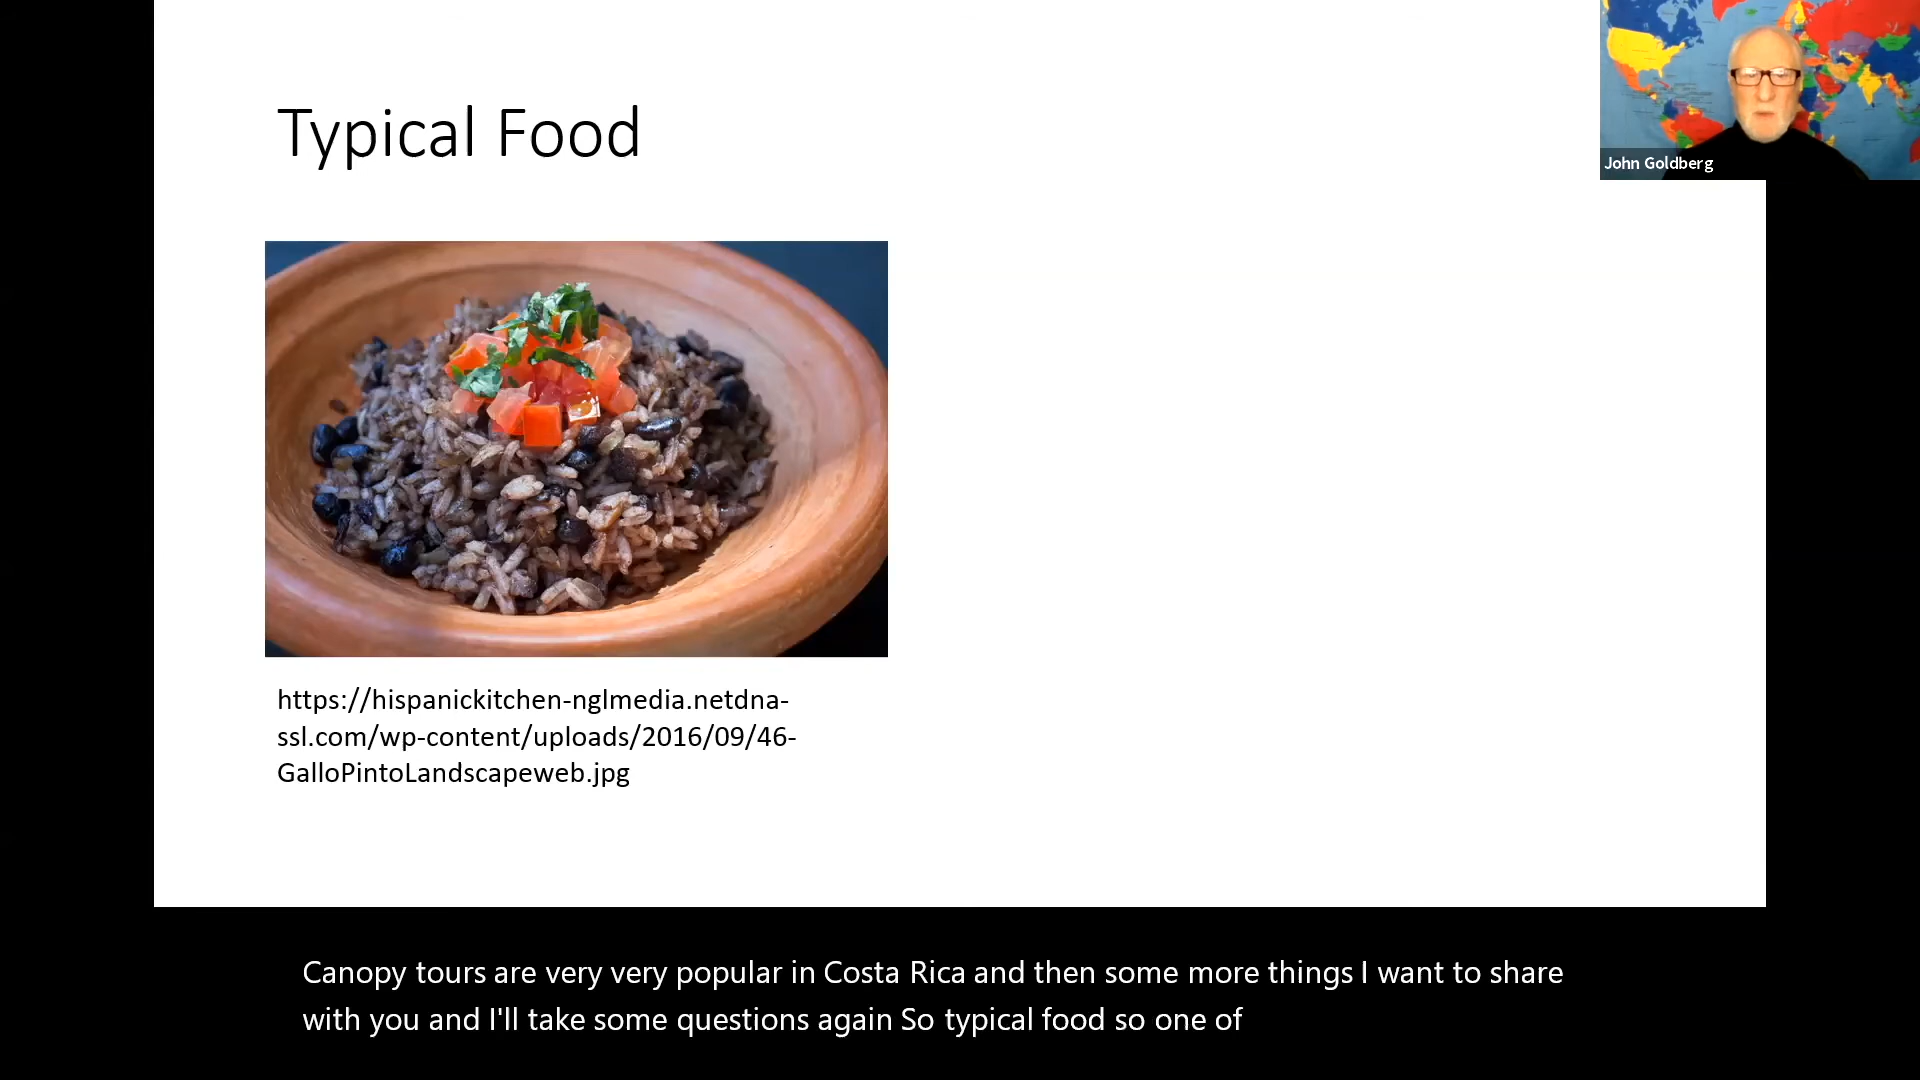 Typical Food
John Goldberg
https://hispanickitchen-nglmedia.netdna-
ssl.com/wp-content/uploads/2016/09/46-
GalloPintoLandscapeweb.jpg
Canopy tours are very very popular in Costa Rica and then some more things I want to share
with you and I'll take some questions again So typical food so one of